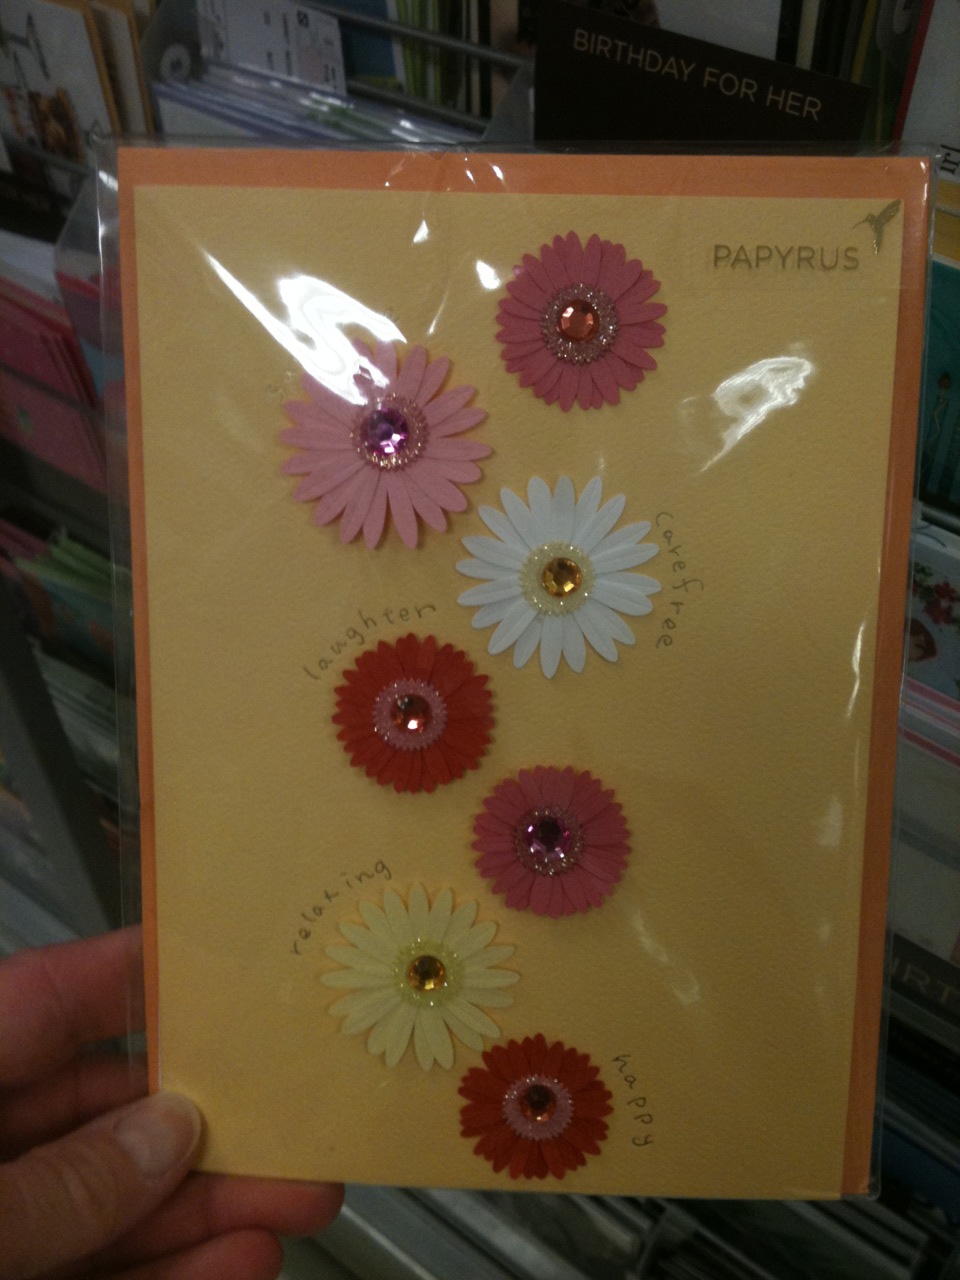 BIRTHDAY FOR HER
PAPYRUS
carefree
laughter
relaxing
happy